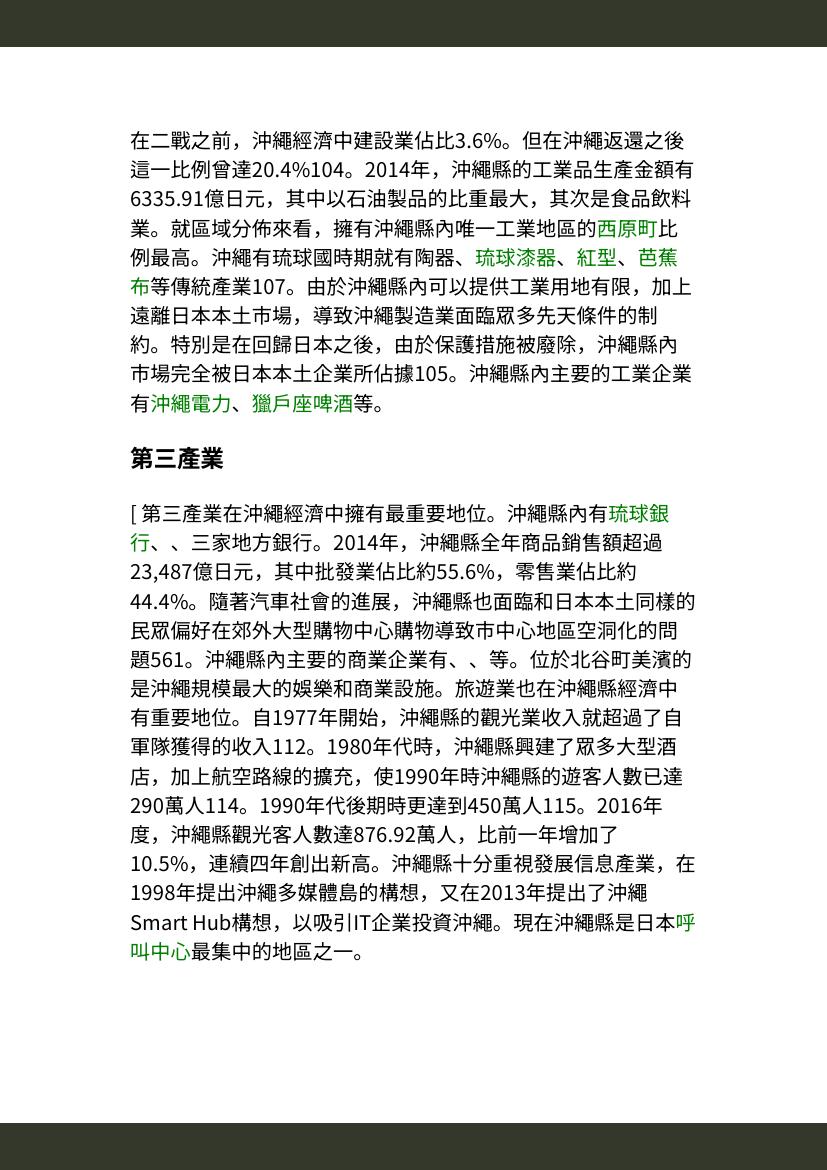 在二戰之前，沖繩經濟中建設業佔比3.6%。但在沖繩返還之後
這一比例曾達20.4%104。2014年，沖繩縣的工業品生產金額有
6335.91億日元，其中以石油製品的比重最大，其次是食品飲料
業。就區域分佈來看，擁有沖繩縣內唯一工業地區的西原町比
例最高。沖繩有琉球國時期就有陶器、琉球漆器、紅型、芭蕉
布等傳統產業107。由於沖繩縣內可以提供工業用地有限，加上
遠離日本本土市場，導致沖繩製造業面臨眾多先天條件的制
約。特別是在回歸日本之後，由於保護措施被廢除，沖繩縣內
市場完全被日本本土企業所佔據105。沖繩縣內主要的工業企業
有沖繩電力、獵戶座啤酒等。
第三產業
[ 第三產業在沖繩經濟中擁有最重要地位。沖繩縣內有琉球銀
行、、三家地方銀行。2014年，沖繩縣全年商品銷售額超過
23,487億日元，其中批發業佔比約55.6%，零售業佔比約
44.4%。隨著汽車社會的進展，沖繩縣也面臨和日本本土同樣的
民眾偏好在郊外大型購物中心購物導致市中心地區空洞化的問
題561。沖繩縣內主要的商業企業有、、等。位於北谷町美濱的
是沖繩規模最大的娛樂和商業設施。旅遊業也在沖繩縣經濟中
有重要地位。自1977年開始，沖繩縣的觀光業收入就超過了自
軍隊獲得的收入112。1980年代時，沖繩縣興建了眾多大型酒
店，加上航空路線的擴充，使1990年時沖繩縣的遊客人數已達
290萬人114。1990年代後期時更達到450萬人115。2016年
度，沖繩縣觀光客人數達876.92萬人，比前一年增加了
10.5%，連續四年創出新高。沖繩縣十分重視發展信息產業，在
1998年提出沖繩多媒體島的構想，又在2013年提出了沖繩
Smart Hub構想，以吸引IT企業投資沖繩。現在沖繩縣是日本呼
叫中心最集中的地區之一。